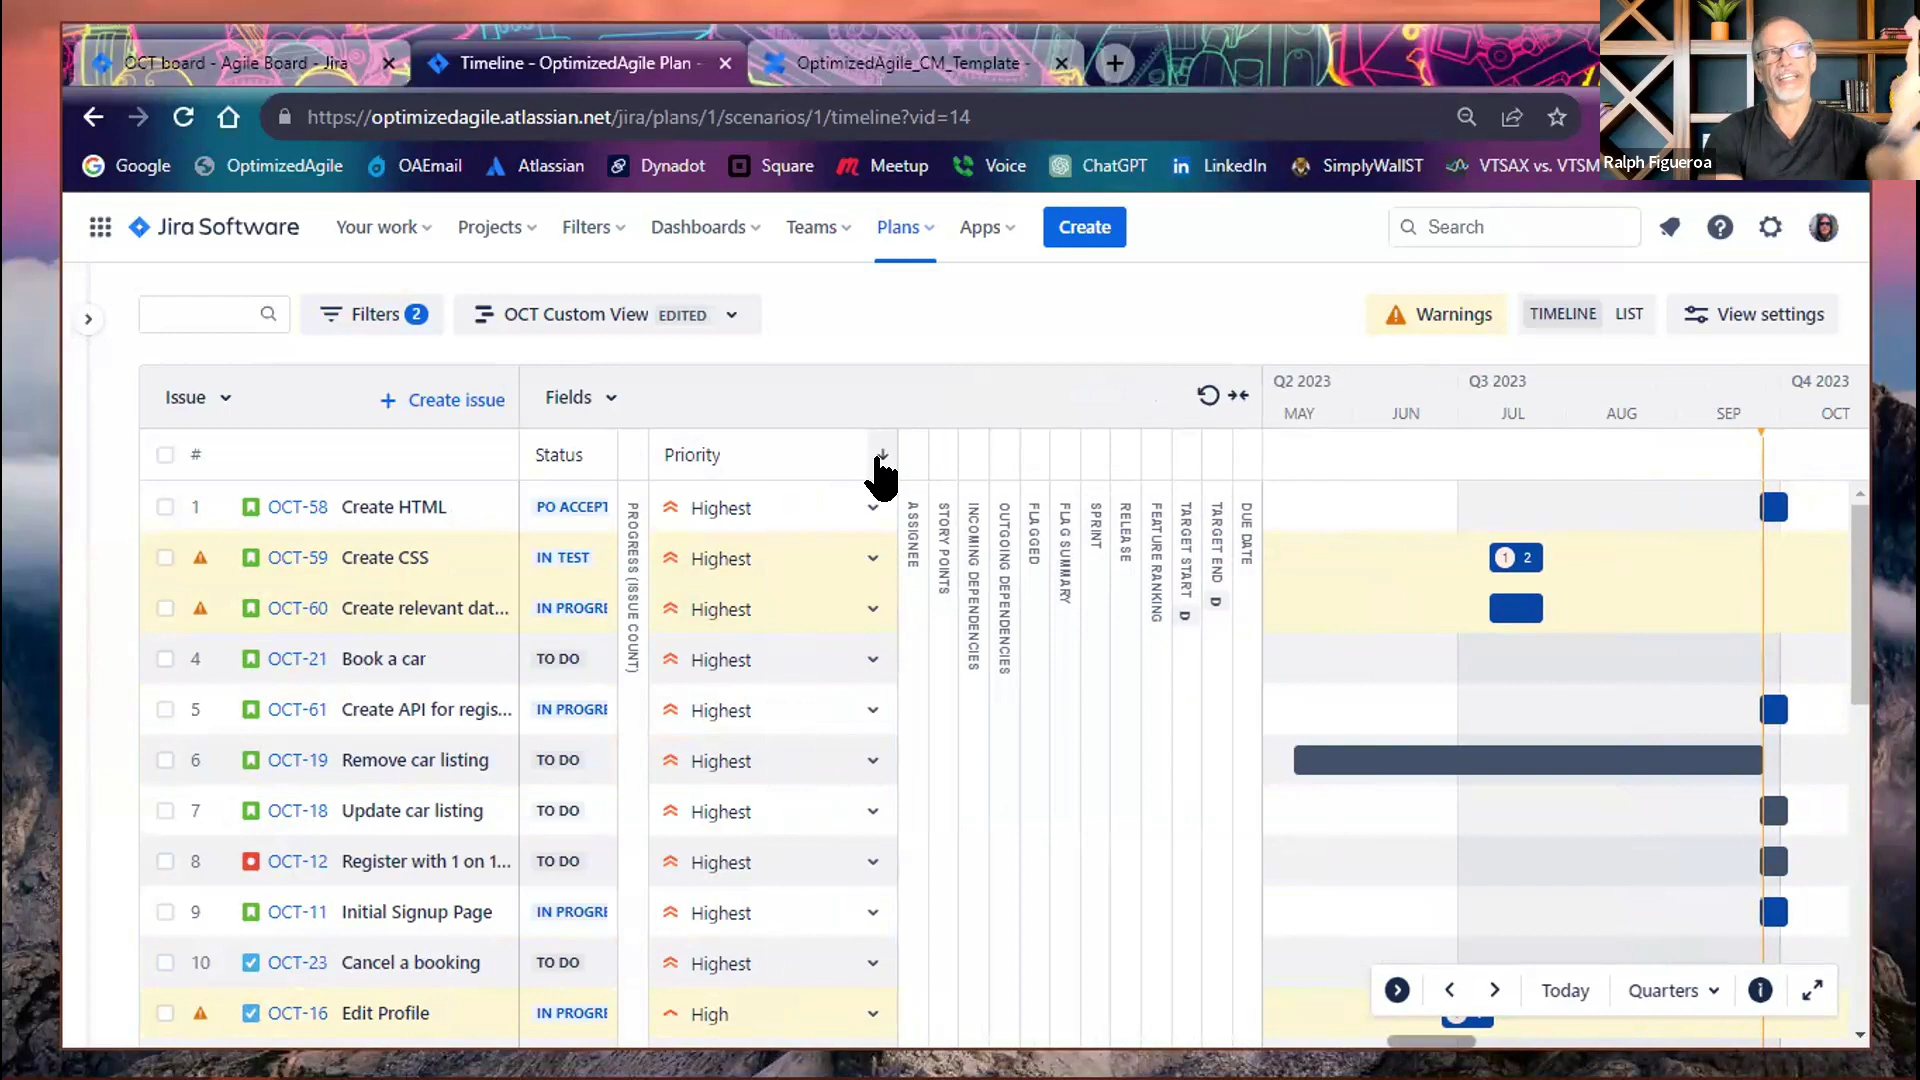 OCT board - Agile Board - Jira
Timeline - OptimizedAgile Plan -
OptimizedAgile_CM_Template -
https://optimizedagile.atlassian.net/jira/plans/1/scenarios/1/timeline?vid=14
Google OptimizedAgile OAEmail Atlassian Dynadot Square Meetup Voice ChatGPT LinkedIn SimplyWallST VTSAX vs. VTSM
Ralph Figueroa
Jira Software Your work Projects Filters Dashboards Teams Plans Apps Create Search
Filters 2 OCT Custom View EDITED Warnings TIMELINE LIST View settings
Issue + Create issue Fields Q2 2023 Q3 2023 Q4 2023
MAY JUN JUL AUG SEP OCT
# Status Priority
PROGRESS (ISSUE COUNT)
ASSIGNEE
STORY POINTS
INCOMING DEPENDENCIES
OUTGOING DEPENDENCIES
FLAGGED
FLAG SUMMARY
SPRINT
RELEASE
FEATURE RANKING
TARGET START D
TARGET END D
DUE DATE
1 OCT-58 Create HTML PO ACCEPT Highest
OCT-59 Create CSS IN TEST Highest 1 2
OCT-60 Create relevant dat... IN PROGRE Highest
4 OCT-21 Book a car TO DO Highest
5 OCT-61 Create API for regis... IN PROGRE Highest
6 OCT-19 Remove car listing TO DO Highest
7 OCT-18 Update car listing TO DO Highest
8 OCT-12 Register with 1 on 1... TO DO Highest
9 OCT-11 Initial Signup Page IN PROGRE Highest
10 OCT-23 Cancel a booking TO DO Highest
OCT-16 Edit Profile IN PROGRE High
Today Quarters